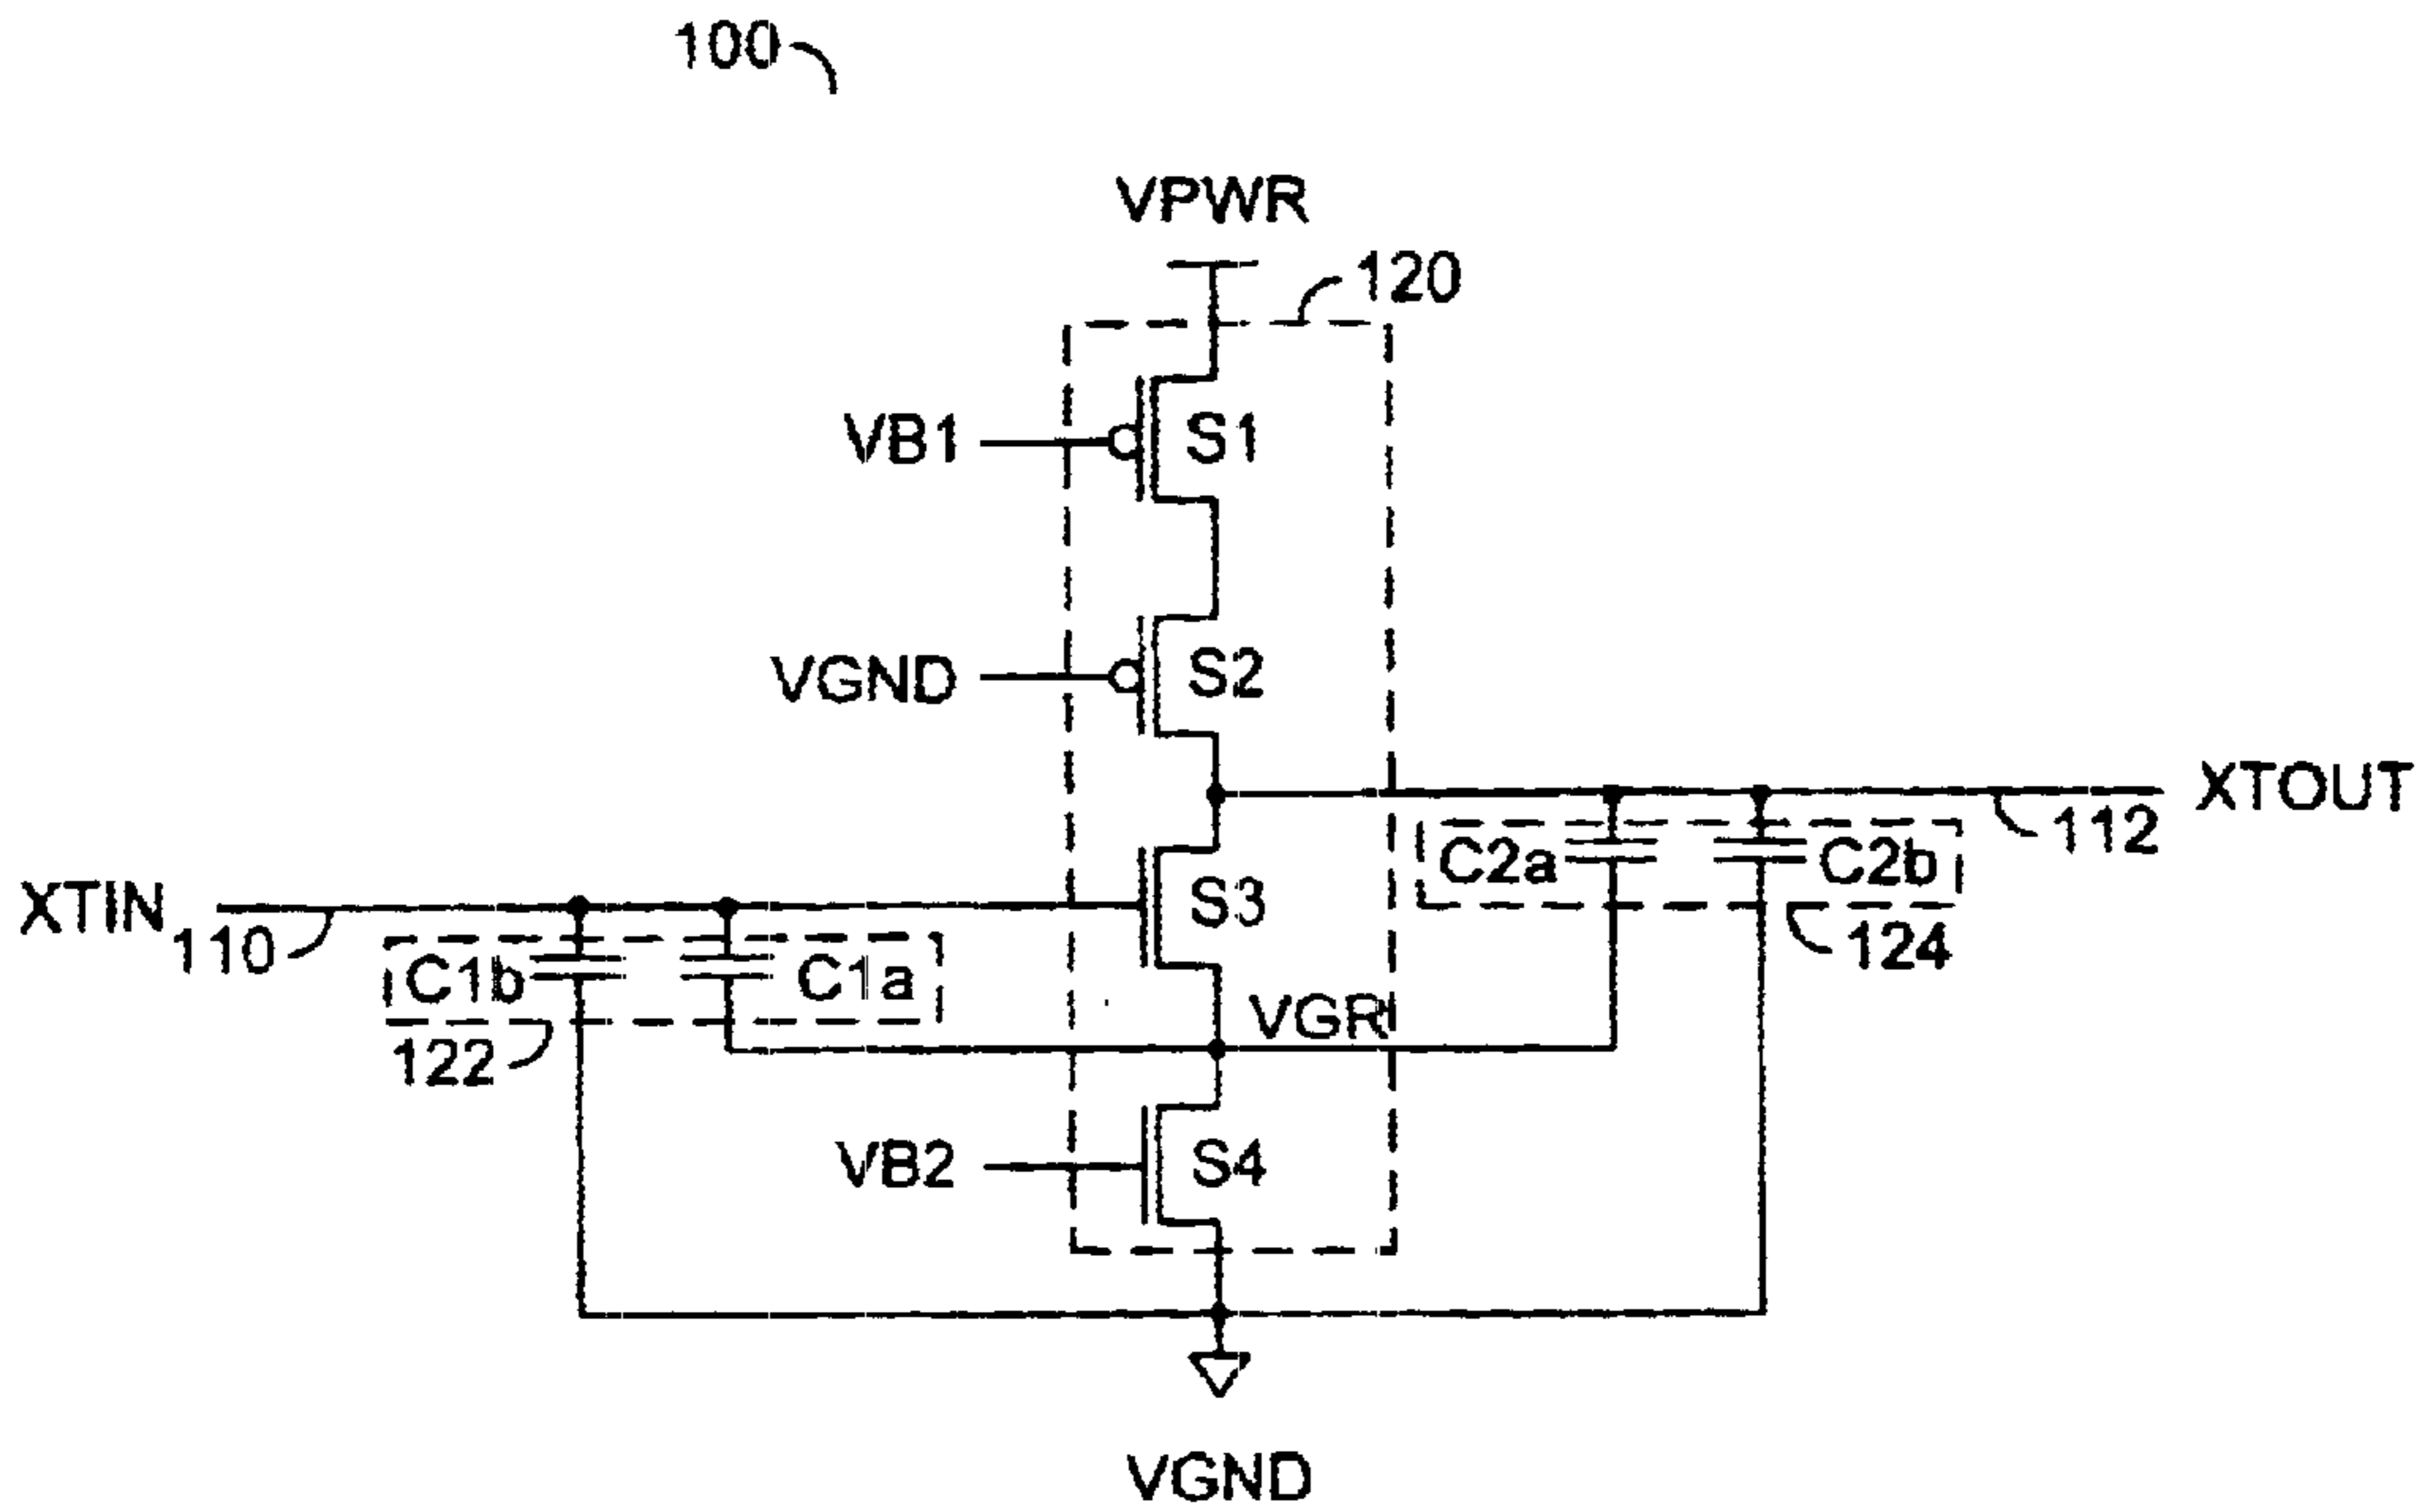 100
VPWR
120
VB1
S1
VGND
S2
XTOUT
112
C2a
C2b
XTIN
110
S3
124
C1b
C1a
VGR
122
VB2
S4
VGND